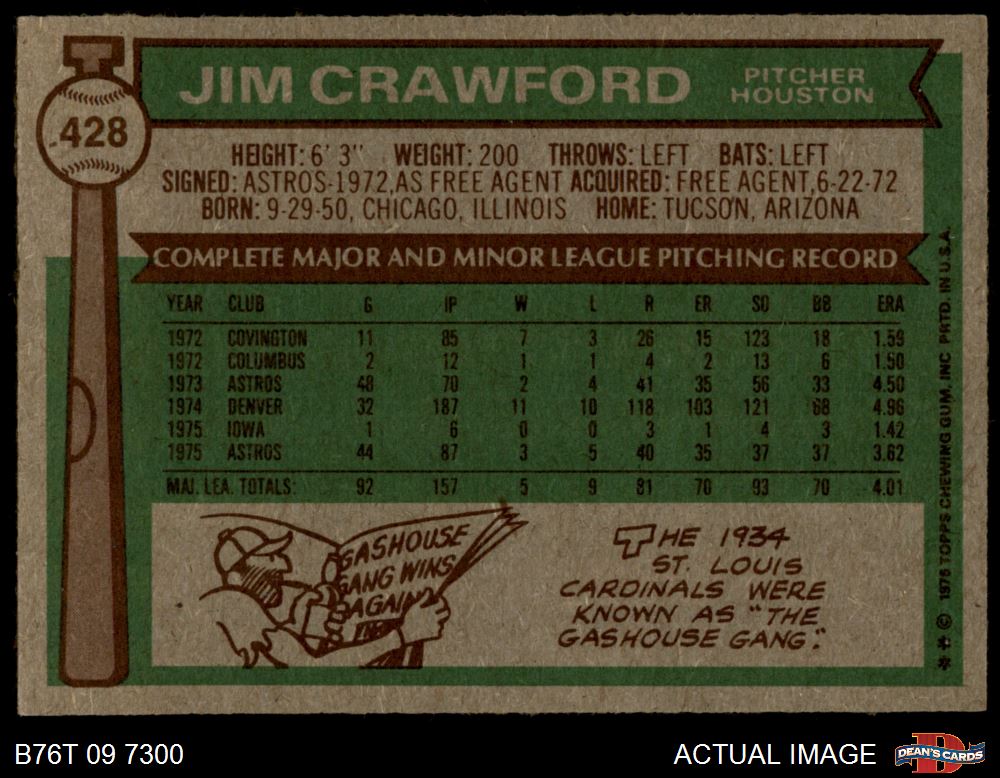 JIM CRAWFORD PITCHER HOUSTON
428
HEIGHT: 6' 3" WEIGHT: 200 THROWS: LEFT BATS: LEFT
SIGNED: ASTROS-1972, AS FREE AGENT ACQUIRED: FREE AGENT, 6-22-72
BORN: 9-29-50, CHICAGO, ILLINOIS HOME: TUCSON, ARIZONA
COMPLETE MAJOR AND MINOR LEAGUE PITCHING RECORD
YEAR CLUB G IP W L R ER SO BB ERA
1972 COVINGTON 11 85 7 3 26 15 123 18 1.59
1972 COLUMBUS 2 12 1 1 4 2 13 6 1.50
1973 ASTROS 48 70 2 4 41 35 56 33 4.50
1974 DENVER 32 187 11 10 118 103 121 68 4.96
1975 IOWA 1 6 0 0 3 1 4 3 1.42
1975 ASTROS 44 87 3 5 40 35 37 37 3.62
MAJ. LEA. TOTALS: 92 157 5 9 81 70 93 70 4.01
GASHOUSE
GANG WINS
AGAIN
THE 1934
ST. LOUIS
CARDINALS WERE
KNOWN AS "THE
GASHOUSE GANG."
** © 1976 TOPPS CHEWING GUM, INC PRTD. IN U.S.A.
B76T 09 7300 ACTUAL IMAGE DEAN'S CARDS